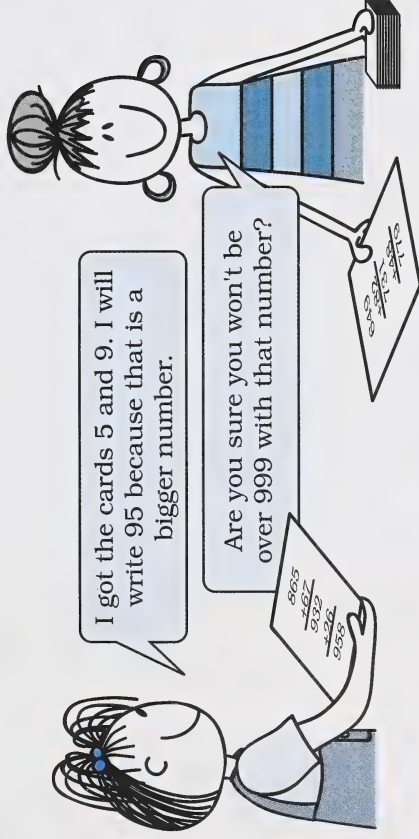 I got the cards 5 and 9. I will
write 95 because that is a
bigger number.
Are you sure you won't be
over 999 with that number?
865
+67
932
+26
958